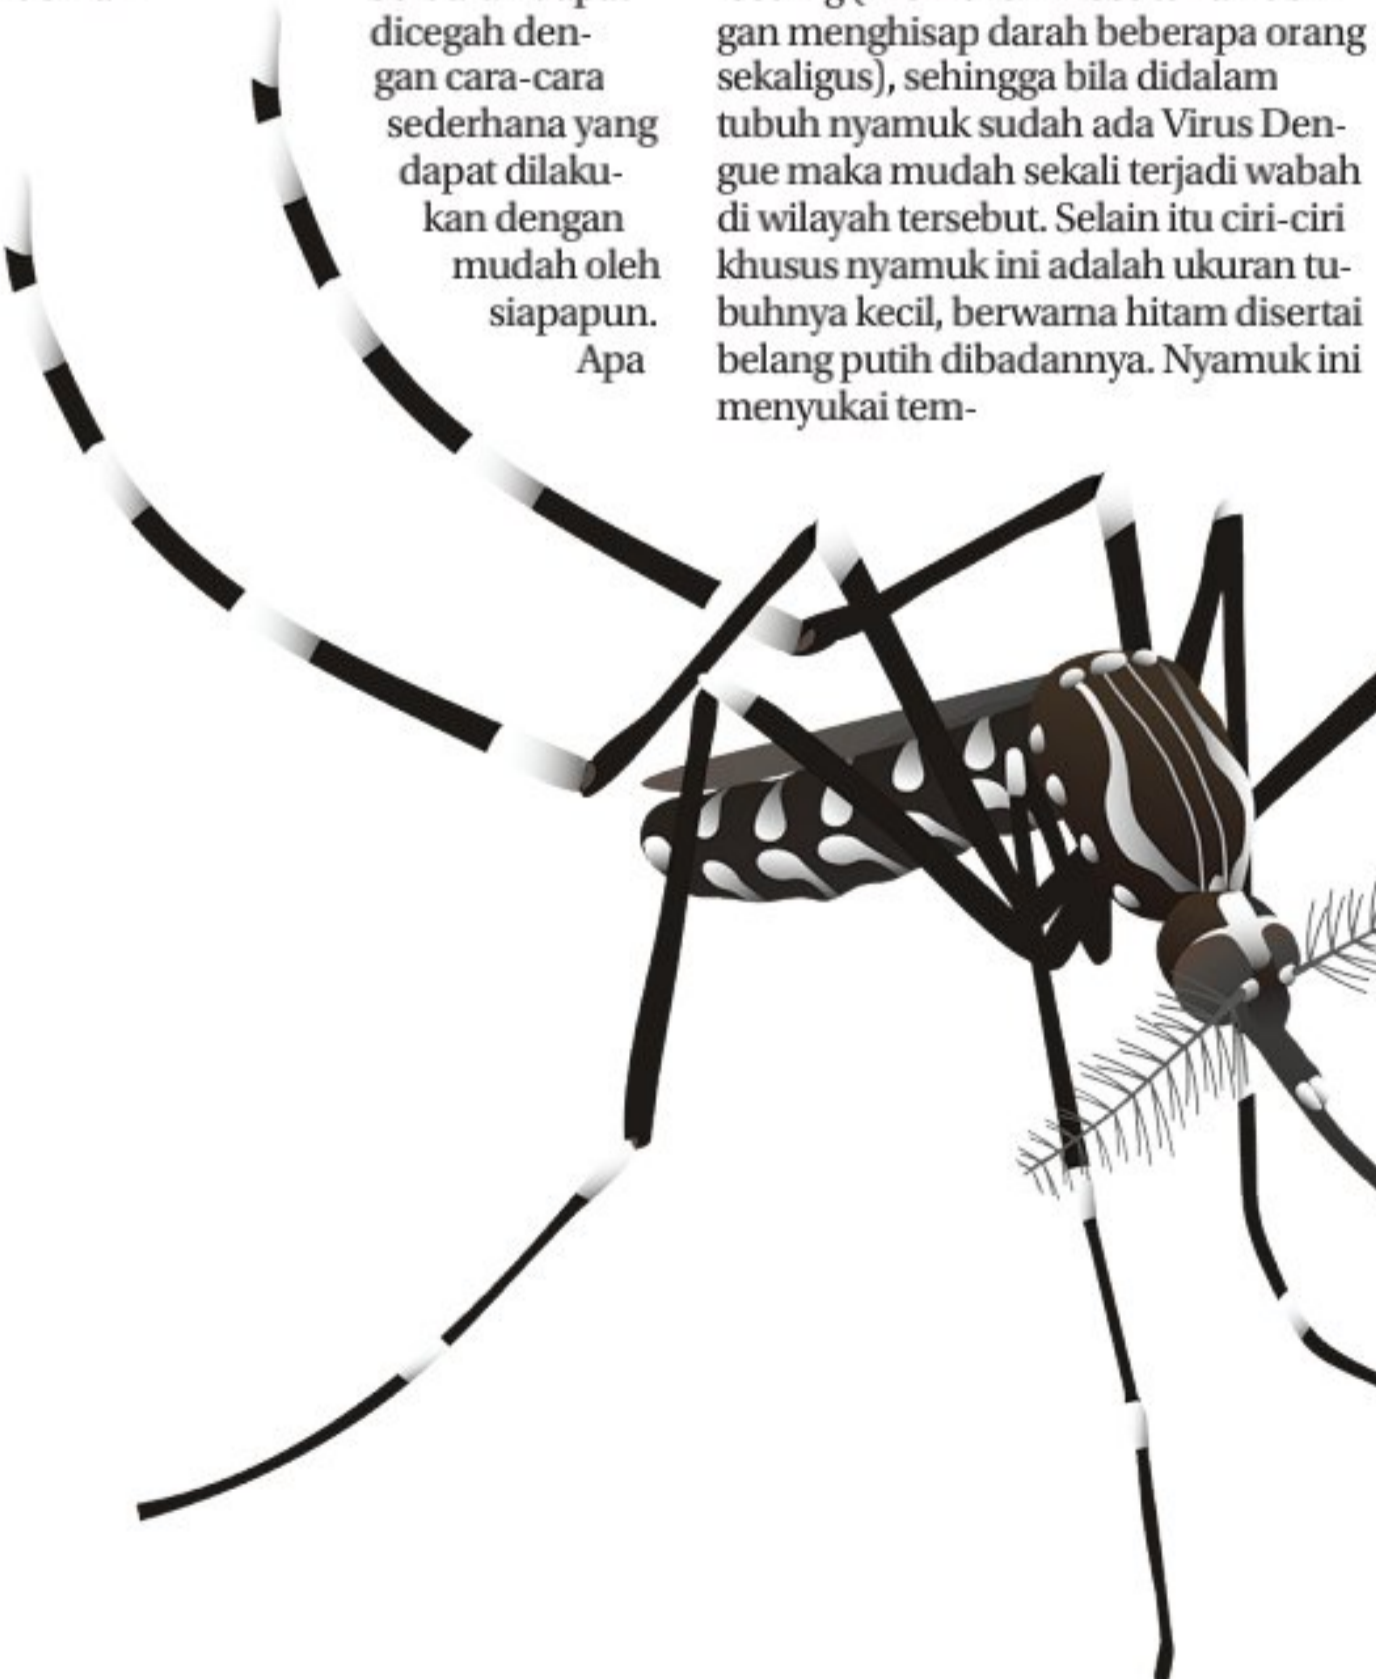 dicegah den-
gan cara-cara
sederhana yang
dapat dilaku-
kan dengan
mudah oleh
siapapun.
Apa
gan menghisap darah beberapa orang
sekaligus), sehingga bila didalam
tubuh nyamuk sudah ada Virus Den-
gue maka mudah sekali terjadi wabah
di wilayah tersebut. Selain itu ciri-ciri
khusus nyamuk ini adalah ukuran tu-
buhnya kecil, berwarna hitam disertai
belang putih dibadannya. Nyamuk ini
menyukai tem-